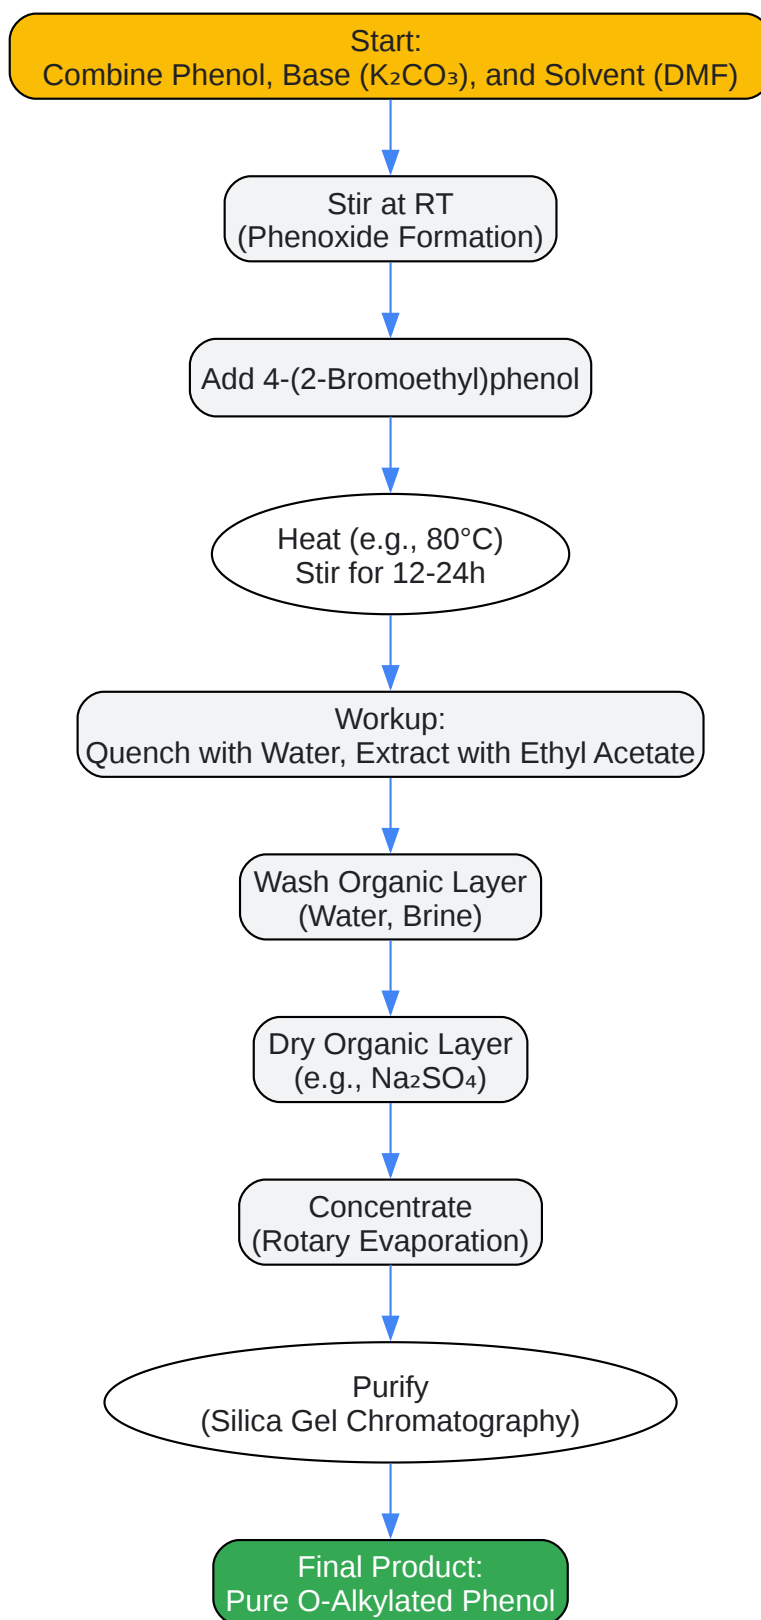 Start:
Combine Phenol, Base (K₂CO₃), and Solvent (DMF)
Stir at RT
(Phenoxide Formation)
Add 4-(2-Bromoethyl)phenol
Heat (e.g., 80°C)
Stir for 12-24h
Workup:
Quench with Water, Extract with Ethyl Acetate
Wash Organic Layer
(Water, Brine)
Dry Organic Layer
(e.g., Na₂SO₄)
Concentrate
(Rotary Evaporation)
Purify
(Silica Gel Chromatography)
Final Product:
Pure O-Alkylated Phenol